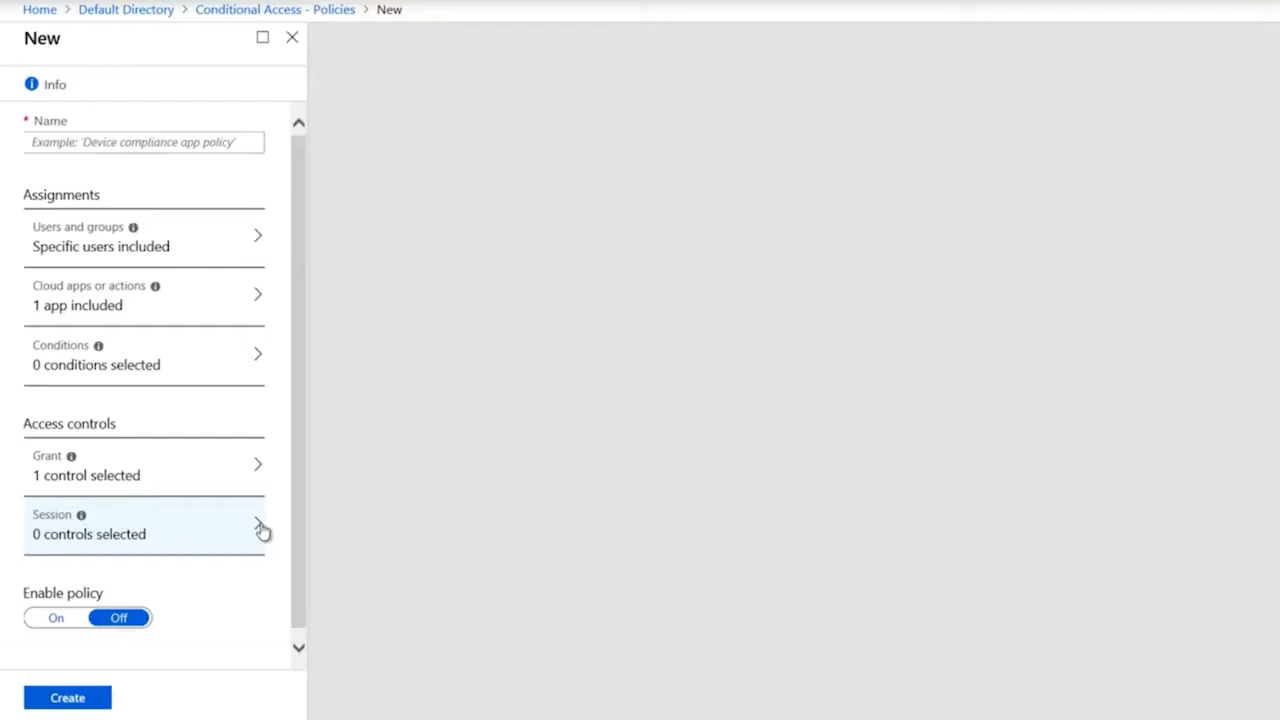 Home > Default Directory > Conditional Access - Policies > New
New
Info
* Name
Example: 'Device compliance app policy'
Assignments
Users and groups
Specific users included
Cloud apps or actions
1 app included
Conditions
0 conditions selected
Access controls
Grant
1 control selected
Session
0 controls selected
Enable policy
On Off
Create